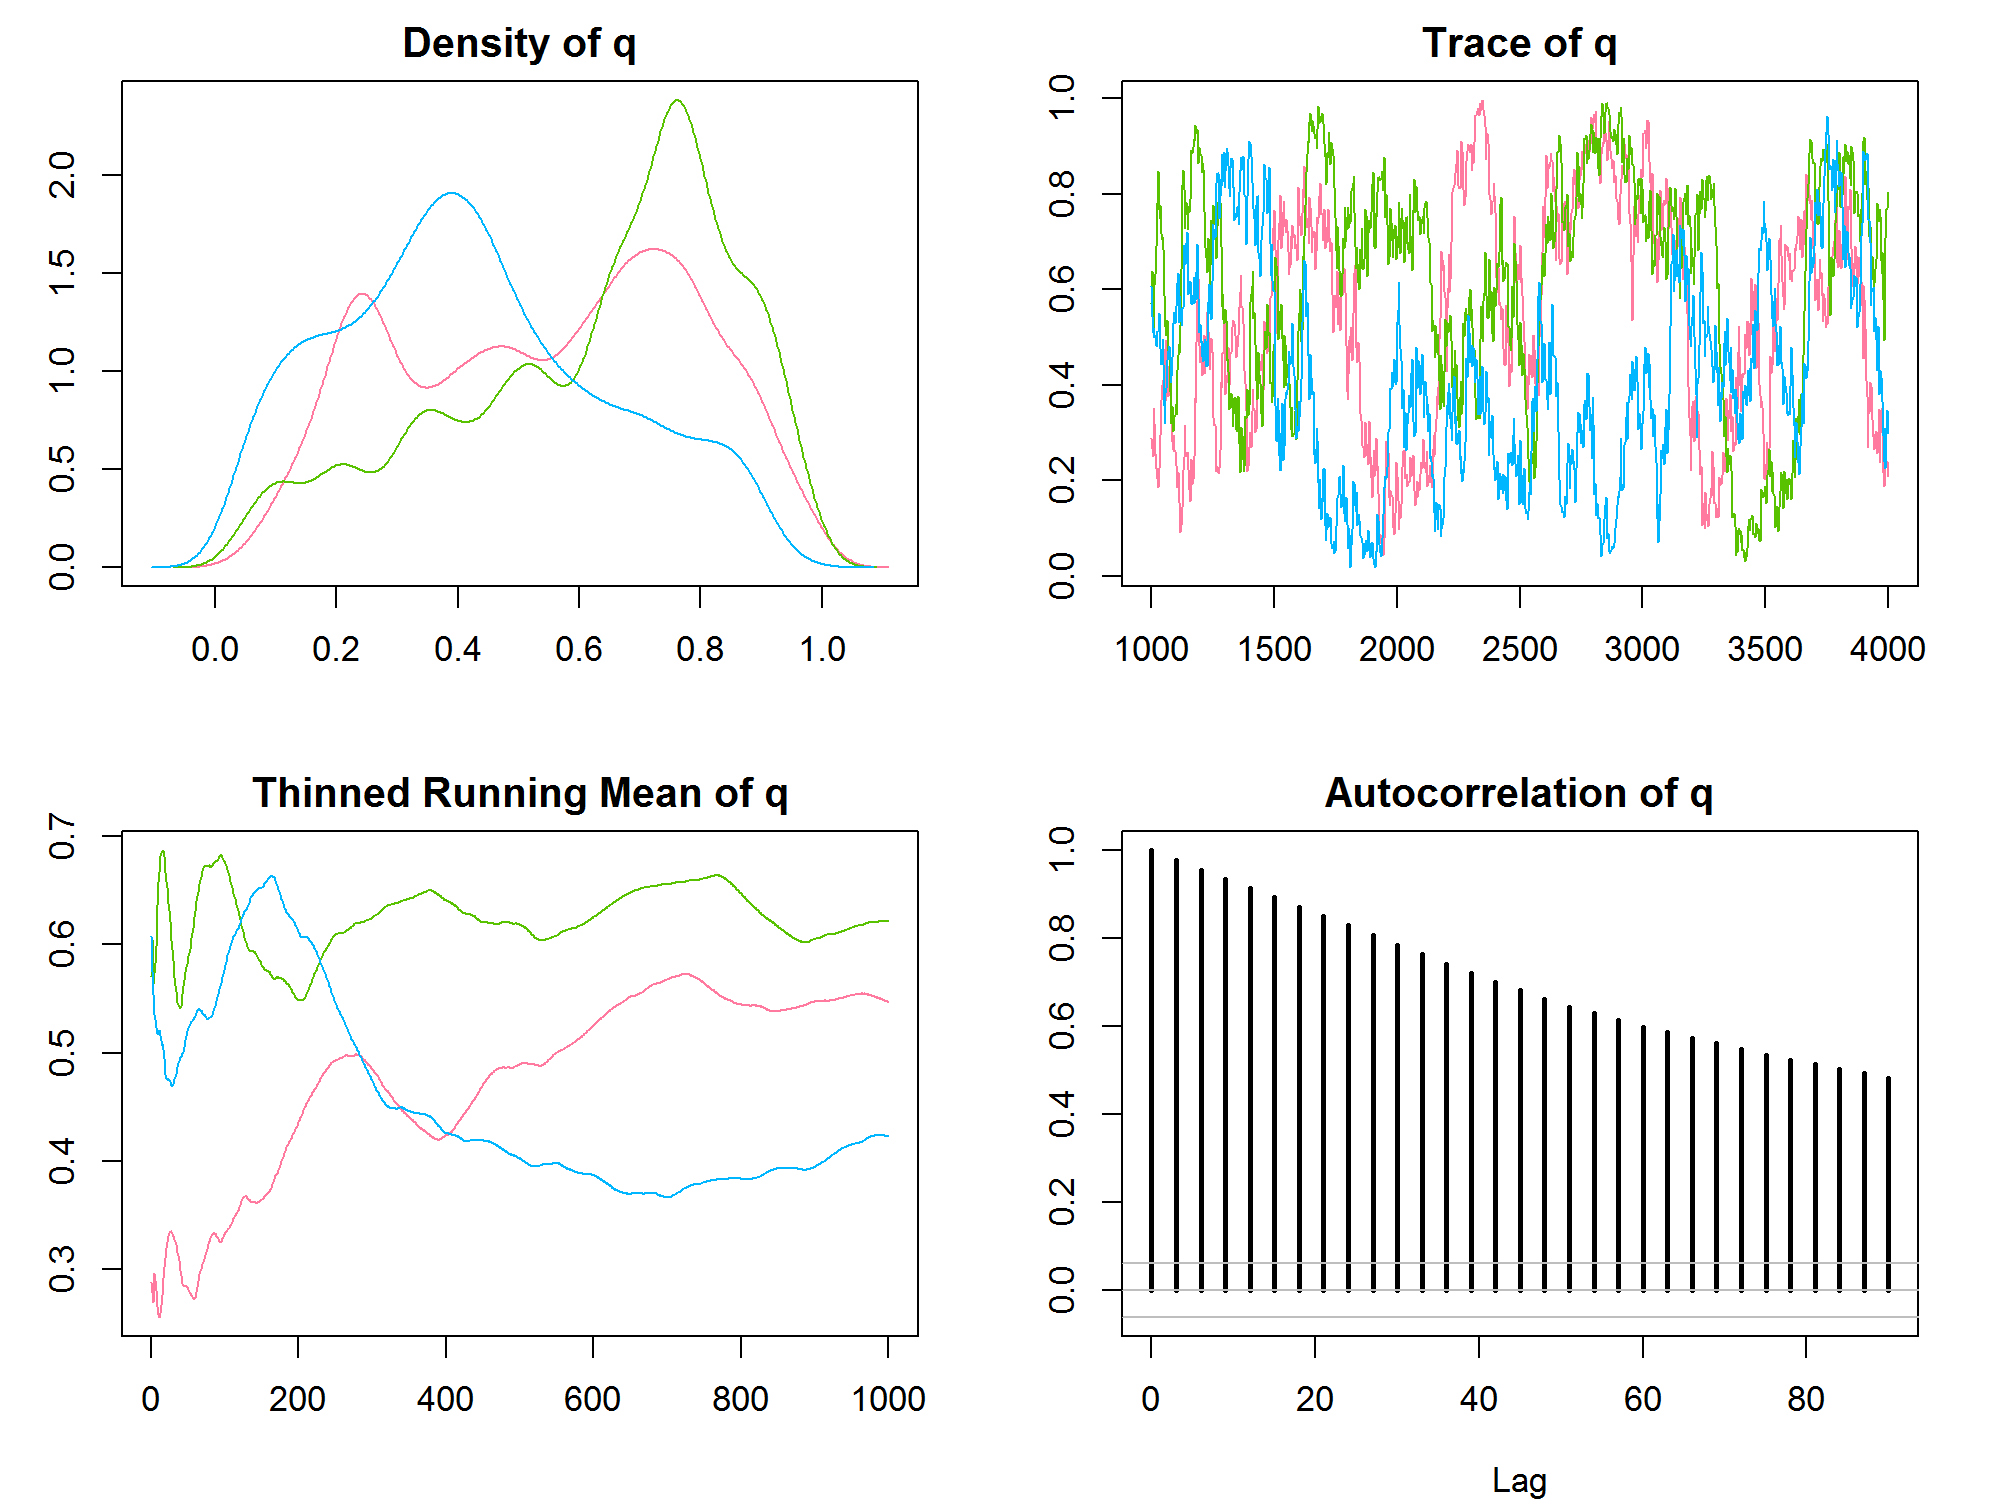 Density of q
0.0 0.5 1.0 1.5 2.0
0.0 0.2 0.4 0.6 0.8 1.0
Trace of q
0.0 0.2 0.4 0.6 0.8 1.0
1000 1500 2000 2500 3000 3500 4000
Thinned Running Mean of q
0.3 0.4 0.5 0.6 0.7
0 200 400 600 800 1000
Autocorrelation of q
0.0 0.2 0.4 0.6 0.8 1.0
0 20 40 60 80
Lag